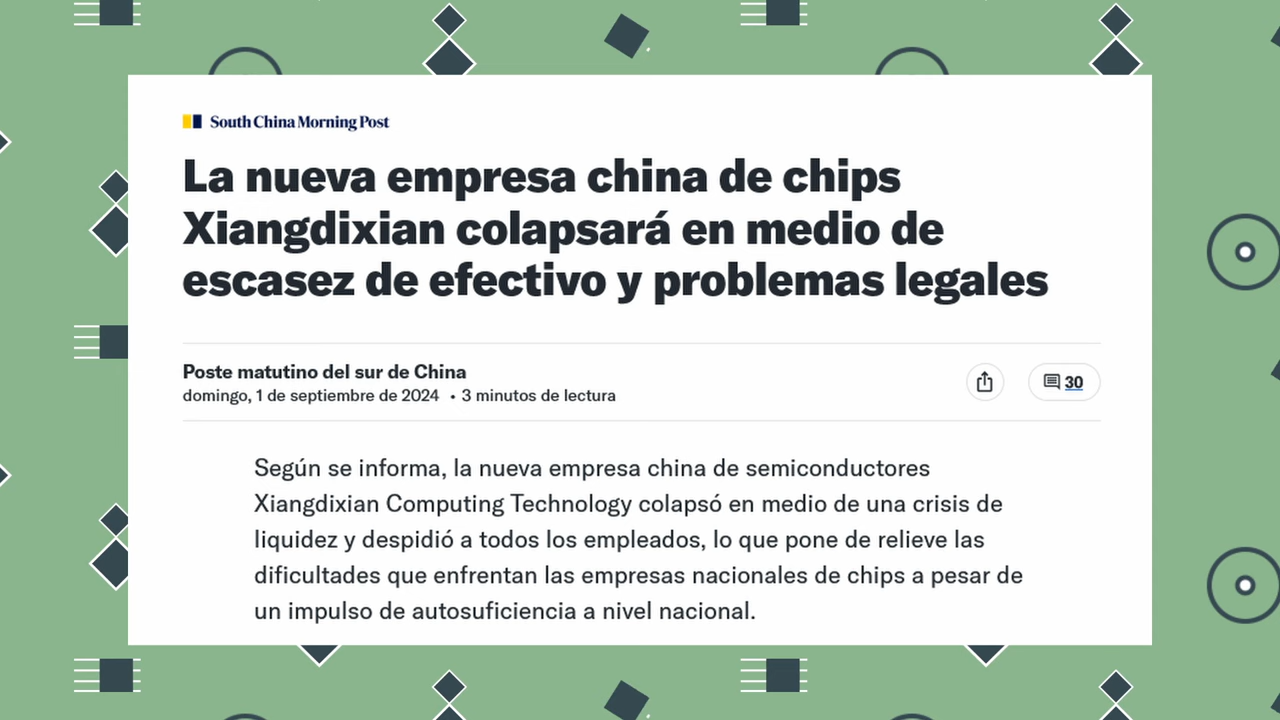 South China Morning Post
La nueva empresa china de chips
Xiangdixian colapsará en medio de
escasez de efectivo y problemas legales
Poste matutino del sur de China
domingo, 1 de septiembre de 2024 • 3 minutos de lectura
30
Según se informa, la nueva empresa china de semiconductores
Xiangdixian Computing Technology colapsó en medio de una crisis de
liquidez y despidió a todos los empleados, lo que pone de relieve las
dificultades que enfrentan las empresas nacionales de chips a pesar de
un impulso de autosuficiencia a nivel nacional.